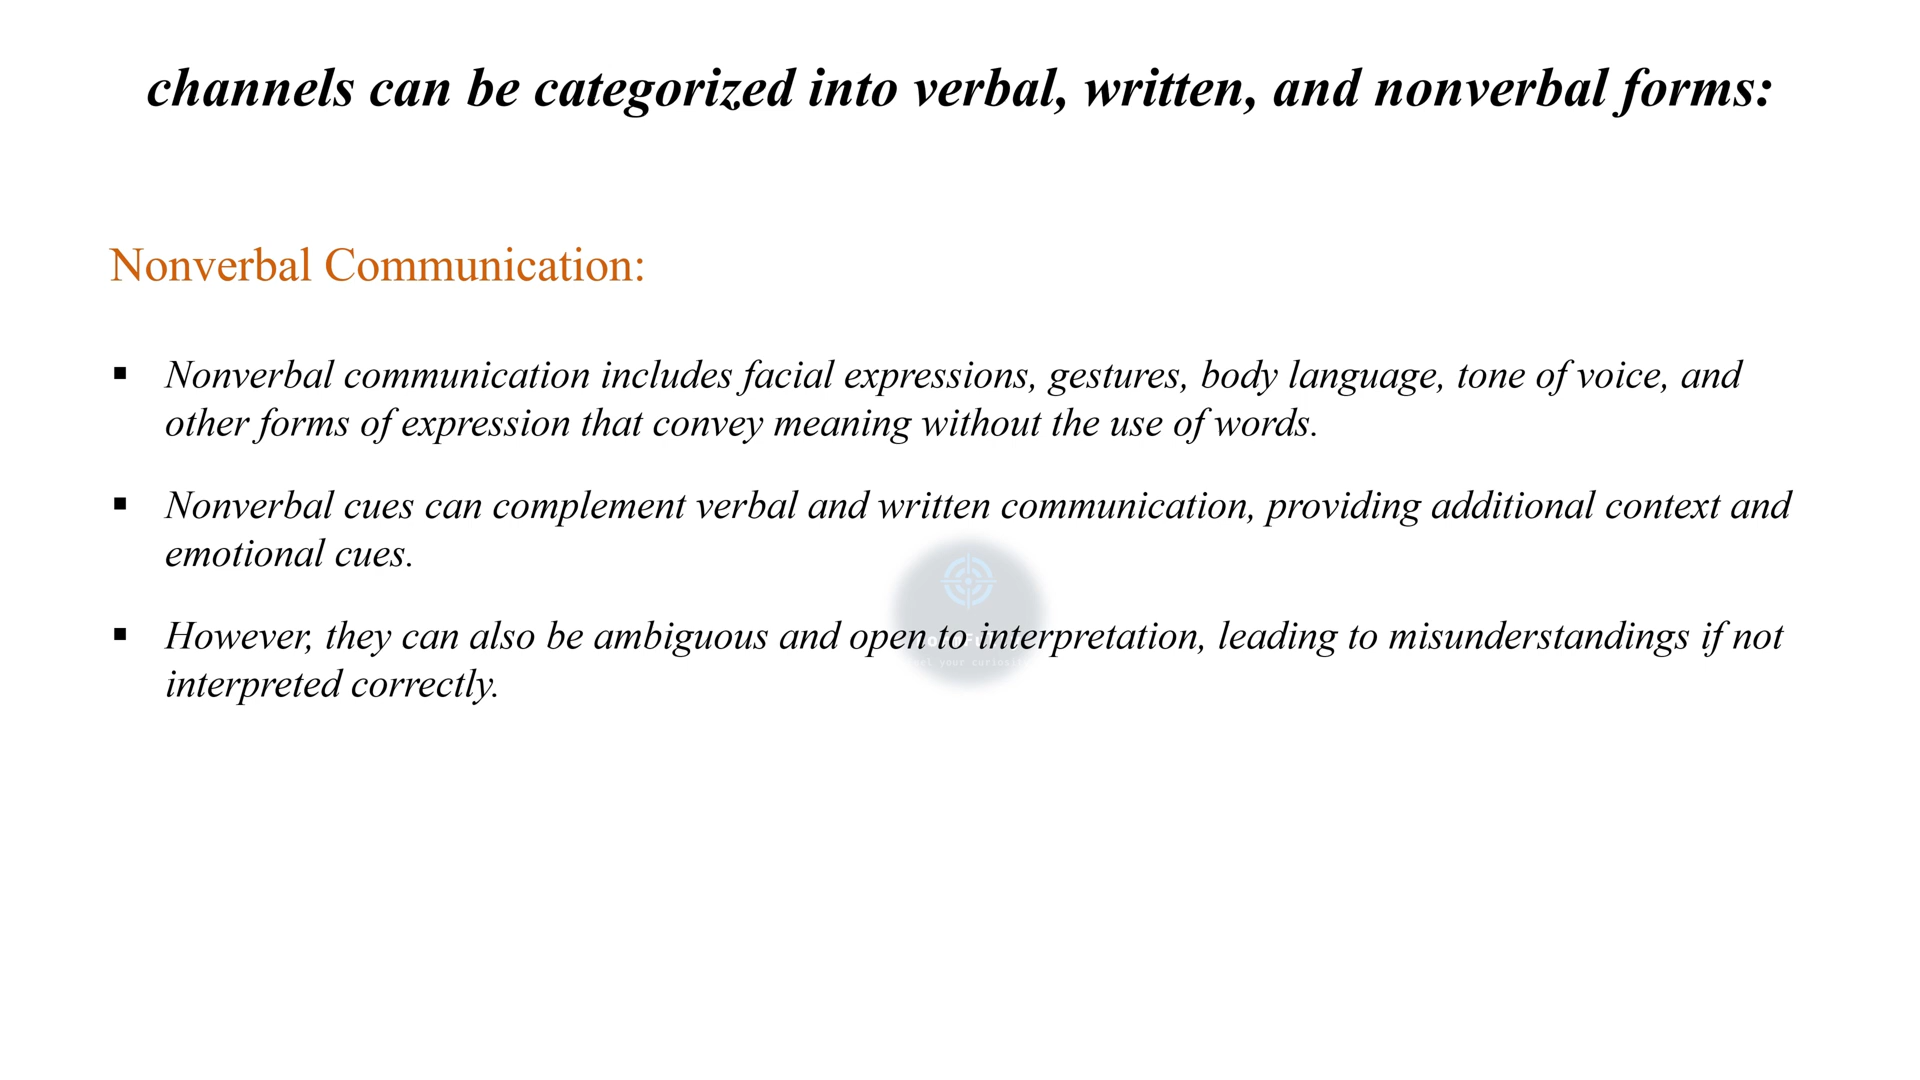 channels can be categorized into verbal, written, and nonverbal forms:
Nonverbal Communication:
▪ Nonverbal communication includes facial expressions, gestures, body language, tone of voice, and
other forms of expression that convey meaning without the use of words.
▪ Nonverbal cues can complement verbal and written communication, providing additional context and
emotional cues.
▪ However, they can also be ambiguous and open to interpretation, leading to misunderstandings if not
interpreted correctly.